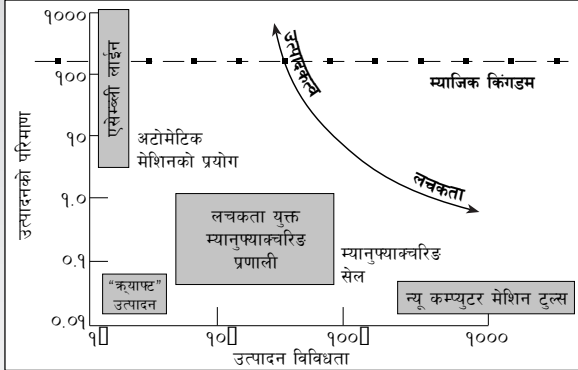 १०००
१००
१०
१.०
०.१
०.०१
उत्पादनको परिमाण
एसेम्ब्ली लाईन
अटोमेटिक
मेशिनको प्रयोग
उत्पादकत्व
लचकता
म्याजिक किंगडम
लचकता युक्त
म्यानुफ्याक्चरिङ
प्रणाली
म्यानुफ्याक्चरिङ
सेल
"क्र्याफ्ट"
उत्पादन
न्यू कम्प्युटर मेशिन टुल्स
१०
१००
१०००
१०००
उत्पादन विविधता